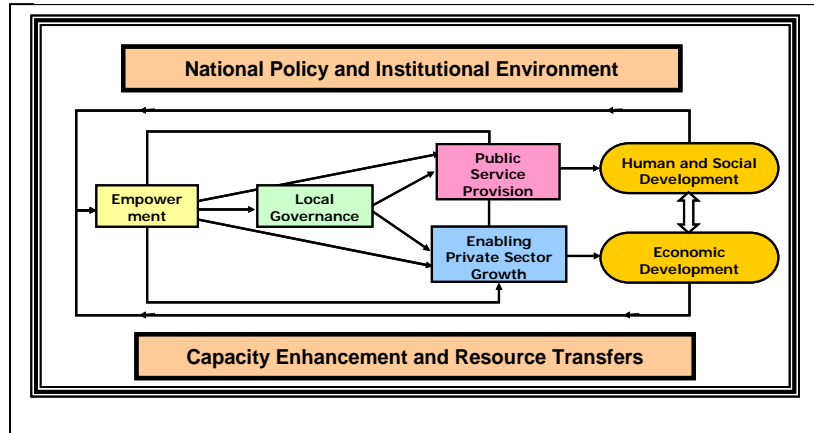 National Policy and Institutional Environment
Public
Service
Provision
Human and Social
Development
Empower
ment
Local
Governance
Enabling
Private Sector
Growth
Economic
Development
Capacity Enhancement and Resource Transfers